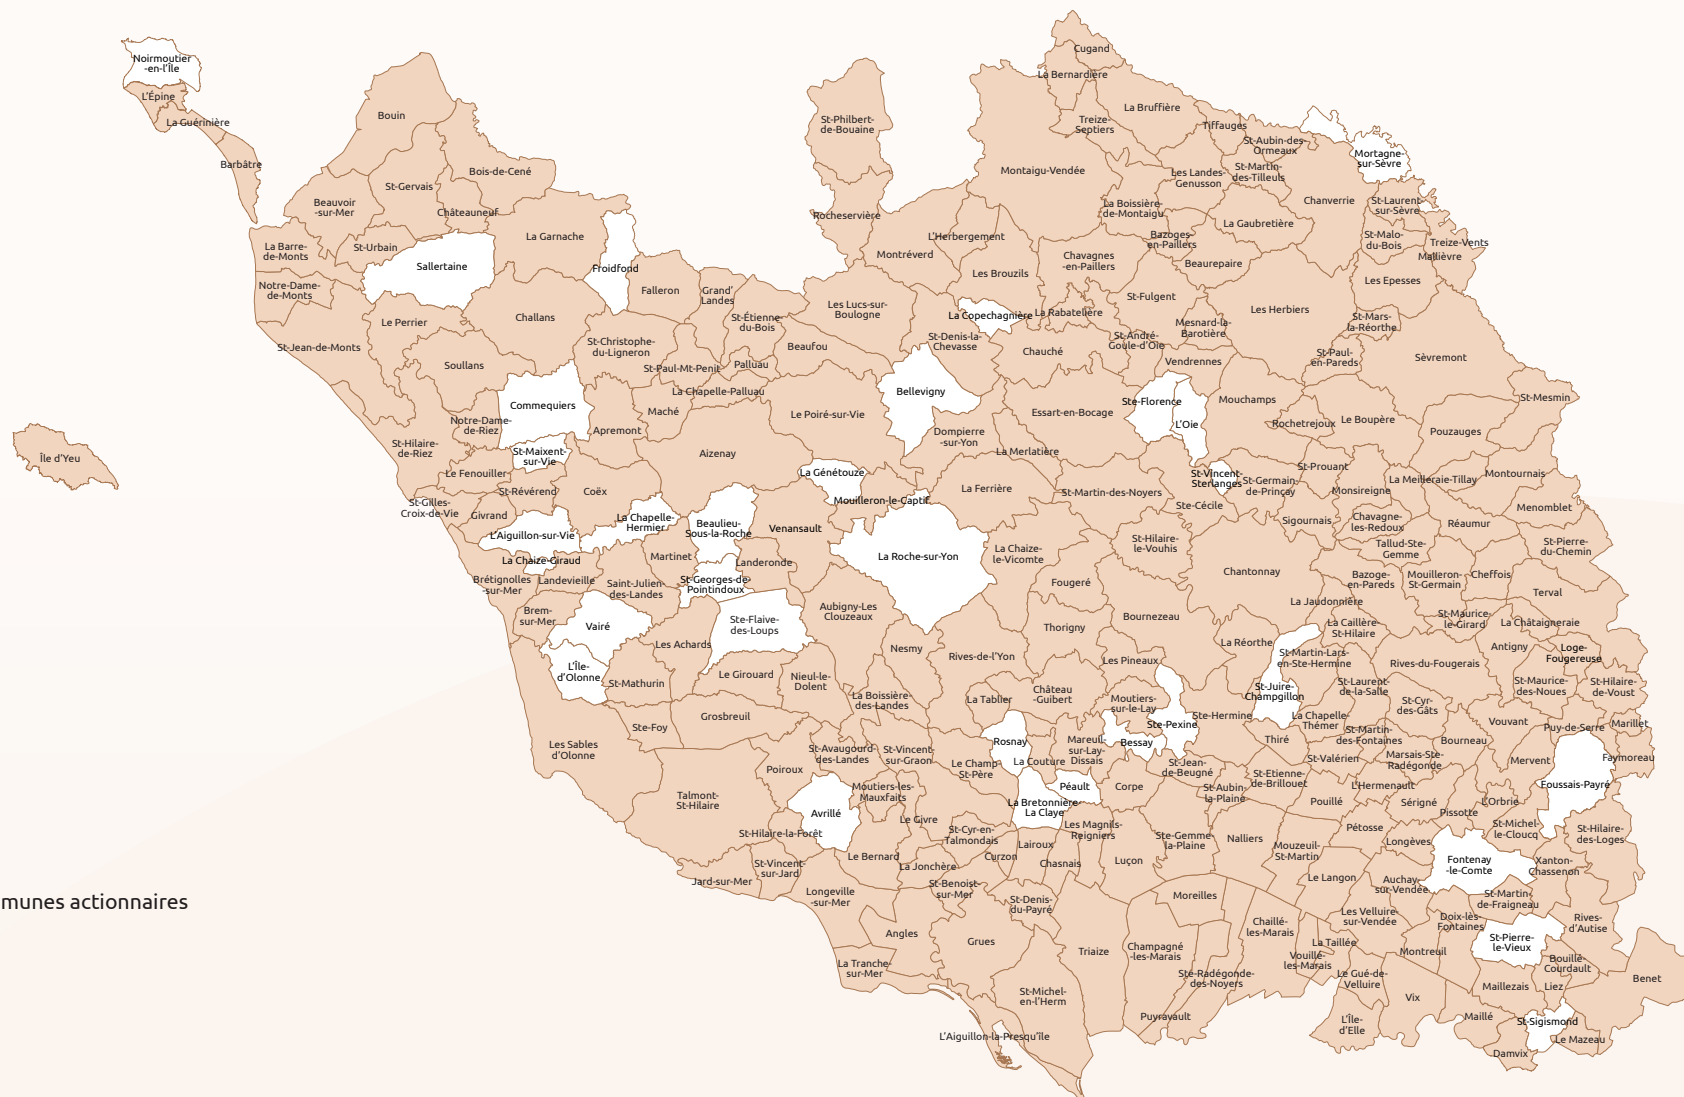 Cugand
Noirmoutier
-en-l'Île
La Bernardière
L'Épine
La Guérinière
Bouin
La Bruffière
St-Philbert-
de-Bouaine
Treize-
Septiers
Tiffauges
St-Aubin-des-
Ormeaux
Mortagne-
sur-Sèvre
Barbâtre
Bois-de-Cené
Montaigu-Vendée
Les Landes-
Genusson
St-Martin-
des-Tilleuls
St-Gervais
Beauvoir
-sur-Mer
Châteauneuf
Rocheservière
La Boissière-
de-Montaigu
Chanverrie
St-Laurent-
sur-Sèvre
La Gaubretière
La Garnache
L'Herbergement
Bazoges-
en-Paillers
St-Malo-
du-Bois
Treize-Vents
Mallièvre
La Barre-
de-Monts
St-Urbain
Montréverd
Chavagnes
-en-Paillers
Beaurepaire
Sallertaine
Froidfond
Les Brouzils
Les Epesses
Notre-Dame-
de-Monts
Falleron
Grand'
Landes
St-Fulgent
Les Herbiers
Les Lucs-sur-
Boulogne
La Copechagnière
La Rabatelière
Le Perrier
Challans
St-Étienne-
du-Bois
Mesnard-la-
Barotière
St-Mars-
la-Réorthe
St-Jean-de-Monts
St-Christophe-
du-Ligneron
Beaufou
St-Denis-la-
Chevasse
Chauché
St-André-
Goule-d'Oie
St-Paul-
en-Pareds
Sèvremont
Soullans
St-Paul-Mt-Penit
Palluau
Vendrennes
La Chapelle-Palluau
Bellevigny
Commequiers
Maché
Le Poiré-sur-Vie
Essart-en-Bocage
Ste-Florence
L'Oie
Mouchamps
St-Mesmin
Notre-Dame-
de-Riez
Apremont
Dompierre
-sur-Yon
Rochetrejoux
Le Boupère
Pouzauges
St-Hilaire-
de-Riez
St-Maixent-
sur-Vie
Aizenay
La Merlatière
Île d'Yeu
Le Fenouiller
La Génétouze
St-Vincent-
Sterlanges
St-Prouant
St-Germain-
de-Prinçay
Monsireigne
La Meilleraie-Tillay
Montournais
St-Révérend
Coëx
La Ferrière
St-Martin-des-Noyers
Mouilleron-le-Captif
Ste-Cécile
St-Gilles-
Croix-de-Vie
Givrand
La Chapelle-
Hermier
Beaulieu-
Sous-la-Roche
Venansault
Sigournais
Chavagne-
les-Redoux
Réaumur
Menomblet
L'Aiguillon-sur-Vie
La Roche-sur-Yon
La Chaize-
le-Vicomte
St-Hilaire-
le-Vouhis
Tallud-Ste-
Gemme
St-Pierre-
du-Chemin
La Chaize-Giraud
Martinet
Landeronde
Chantonnay
Brétignolles
-sur-Mer
Landevieille
Saint-Julien-
des-Landes
St-Georges-de-
Pointindoux
Fougeré
Bazoge-
en-Pareds
Mouilleron-
St-Germain
Cheffois
Terval
La Jaudonnière
Brem-
sur-Mer
Vairé
Ste-Flaive-
des-Loups
Aubigny-Les
Clouzeaux
Thorigny
Bournezeau
St-Maurice-
le-Girard
La Châtaigneraie
La Caillère-
St-Hilaire
Les Achards
Nesmy
Rives-de-l'Yon
Les Pineaux
La Réorthe
St-Martin-Lars-
en-Ste-Hermine
Rives-du-Fougerais
Antigny
Loge-
Fougereuse
L'Île-
d'Olonne
St-Mathurin
Le Girouard
Nieul-le-
Dolent
La Boissière-
des-Landes
La Tablier
Château
-Guibert
Moutiers-
sur-le-Lay
St-Juire-
Champgillon
St-Laurent-
de-la-Salle
St-Maurice-
des-Noues
St-Hilaire-
de-Voust
St-Cyr-
des-Gâts
Ste-Foy
Grosbreuil
Ste-Pexine
Ste-Hermine
La Chapelle-
Thémer
Vouvant
Puy-de-Serre
Marillet
Les Sables
d'Olonne
St-Avaugourd-
des-Landes
St-Vincent-
sur-Graon
Rosnay
Mareuil-
sur-Lay-
Dissais
Bessay
Thiré
St-Martin-
des-Fontaines
Bourneau
Faymoreau
Poiroux
Le Champ-
St-Père
La Couture
St-Jean-
de-Beugné
St-Valérien
Marsais-Ste-
Radégonde
Mervent
Talmont-
St-Hilaire
Moutiers-les-
Mauxfaits
Péault
Corpe
St-Aubin-
la-Plaine
St-Etienne-
de-Brillouet
L'Hermenault
Foussais-Payré
Avrillé
La Bretonnière-
La Claye
Pouillé
Sérigné
L'Orbrie
Pissotte
Le Givre
St-Hilaire-la-Forêt
St-Cyr-en-
Talmondais
Les Magnils-
Reigniers
Ste-Gemme-
la-Plaine
Nalliers
Pétosse
St-Michel-
le-Cloucq
St-Hilaire-
des-Loges
Lairoux
Longèves
Le Bernard
Curzon
Chasnais
Luçon
Mouzeuil-
St-Martin
Fontenay
-le-Comte
Xanton-
Chassenon
St-Vincent-
sur-Jard
La Jonchère
Jard-sur-Mer
Le Langon
Auchay-
sur-Vendée
Longeville
-sur-Mer
St-Benoist-
sur-Mer
St-Denis-
du-Payré
Moreilles
St-Martin-
de-Fraigneau
munes actionnaires
Les Velluire-
sur-Vendée
Doix-lès-
Fontaines
Rives-
d'Autise
Angles
Grues
Chaillé-
les-Marais
La Taillée
St-Pierre-
le-Vieux
Triaize
Champagné
-les-Marais
Vouillé-
les-Marais
Montreuil
Bouillé-
Courdault
La Tranche-
sur-Mer
Ste-Radégonde-
des-Noyers
Le Gué-de-
Velluire
Benet
St-Michel-
en-l'Herm
Vix
Maillezais
Liez
Puyravault
L'Île-
d'Elle
Maillé
St-Sigismond
L'Aiguillon-la-Presqu'île
Le Mazeau
Damvix